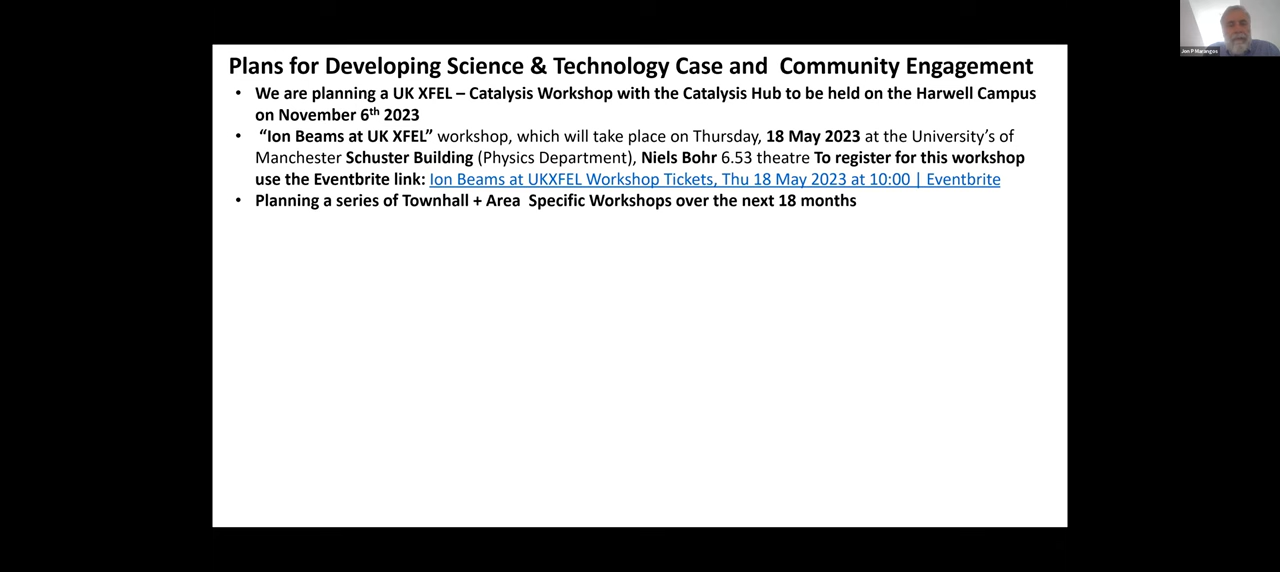 Plans for Developing Science & Technology Case and  Community Engagement
• We are planning a UK XFEL – Catalysis Workshop with the Catalysis Hub to be held on the Harwell Campus
on November 6th 2023
• “Ion Beams at UK XFEL” workshop, which will take place on Thursday, 18 May 2023 at the University’s of
Manchester Schuster Building (Physics Department), Niels Bohr 6.53 theatre To register for this workshop
use the Eventbrite link: Ion Beams at UKXFEL Workshop Tickets, Thu 18 May 2023 at 10:00 | Eventbrite
• Planning a series of Townhall + Area  Specific Workshops over the next 18 months
Jon P Marangos